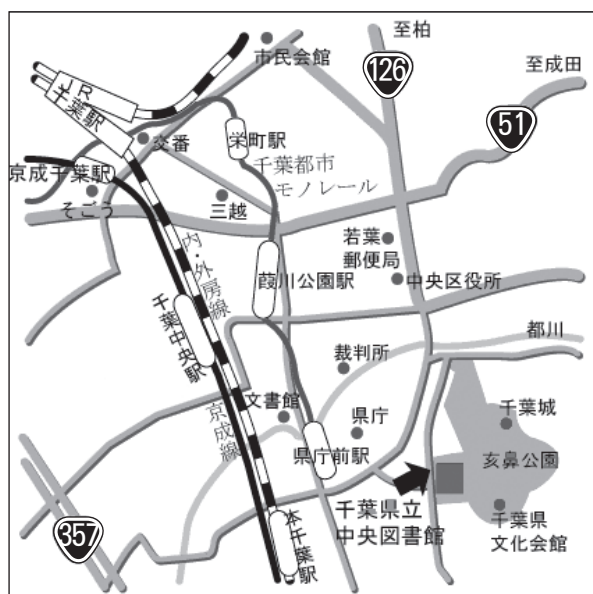 至柏
市民会館
126
至成田
JR
千葉駅
51
交番
栄町駅
千葉都市
モノレール
京成千葉駅
そごう
三越
若葉
郵便局
内・外房線
葭川公園駅
中央区役所
千葉中央駅
都川
裁判所
京成線
文書館
県庁
千葉城
県庁前駅
亥鼻公園
千葉県立
中央図書館
千葉県
文化会館
357
本千葉駅